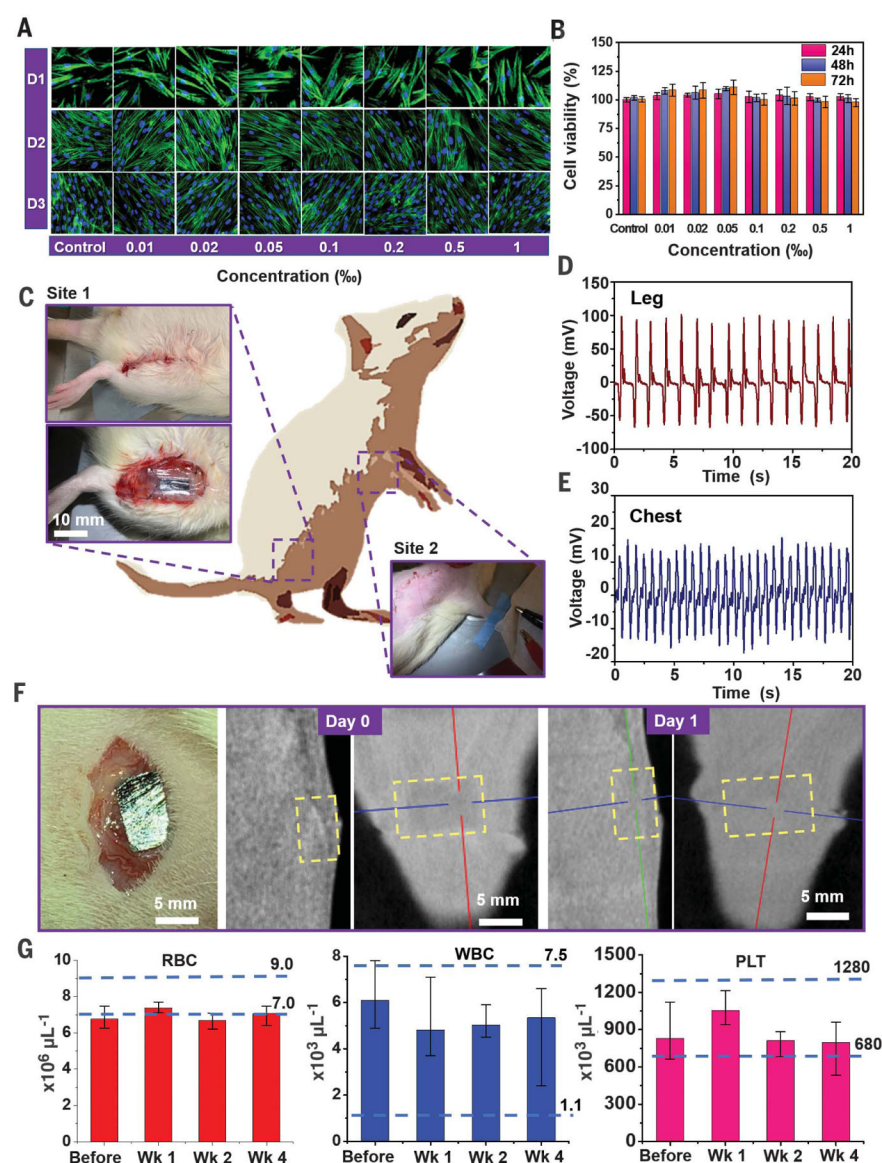 A
D1
D2
D3
Control 0.01 0.02 0.05 0.1 0.2 0.5 1
Concentration (‰)
B
150
125
100
75
50
25
0
Cell viability (%)
24h
48h
72h
Control 0.01 0.02 0.05 0.1 0.2 0.5 1
Concentration (‰)
C
Site 1
10 mm
Site 2
D
Leg
100
75
50
25
0
-50
-100
Voltage (mV)
0 5 10 15 20
Time (s)
E
Chest
30
20
10
0
-10
-20
Voltage (mV)
0 5 10 15 20
Time (s)
F
Day 0
Day 1
5 mm
5 mm
5 mm
G
RBC
10
8
6
4
2
0
x10⁶ µL⁻¹
9.0
7.0
Before Wk 1 Wk 2 Wk 4
WBC
8
6
4
2
0
x10³ µL⁻¹
7.5
1.1
Before Wk 1 Wk 2 Wk 4
PLT
1500
1200
900
600
300
0
x10³ µL⁻¹
1280
680
Before Wk 1 Wk 2 Wk 4